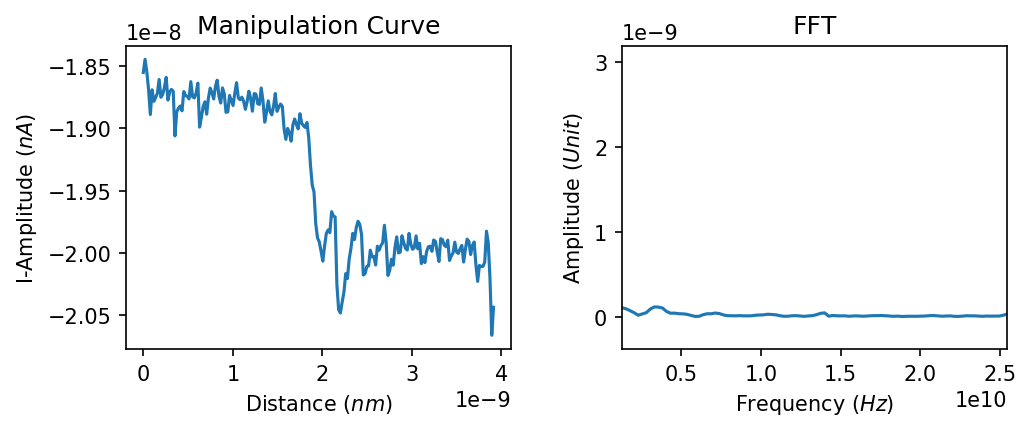 Manipulation Curve
1e−8
−1.85
−1.90
−1.95
−2.00
−2.05
I-Amplitude (nA)
0 1 2 3 4
1e−9
Distance (nm)
FFT
1e−9
3
2
1
0
Amplitude (Unit)
0.5 1.0 1.5 2.0 2.5
1e10
Frequency (Hz)